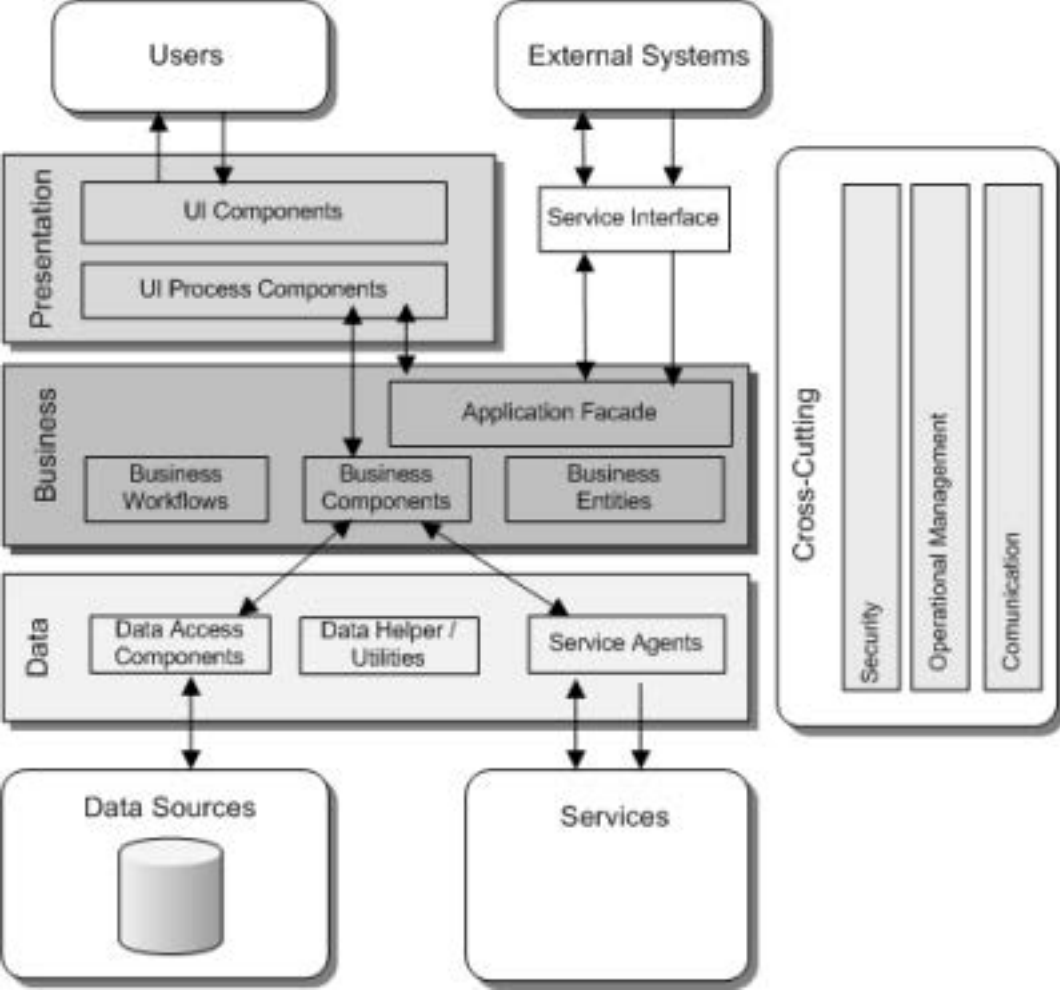 Users
External Systems
Presentation
UI Components
Service Interface
UI Process Components
Business
Application Facade
Business
Workflows
Business
Components
Business
Entities
Data
Data Access
Components
Data Helper /
Utilities
Service Agents
Data Sources
Services
Cross-Cutting
Security
Operational Management
Comunication